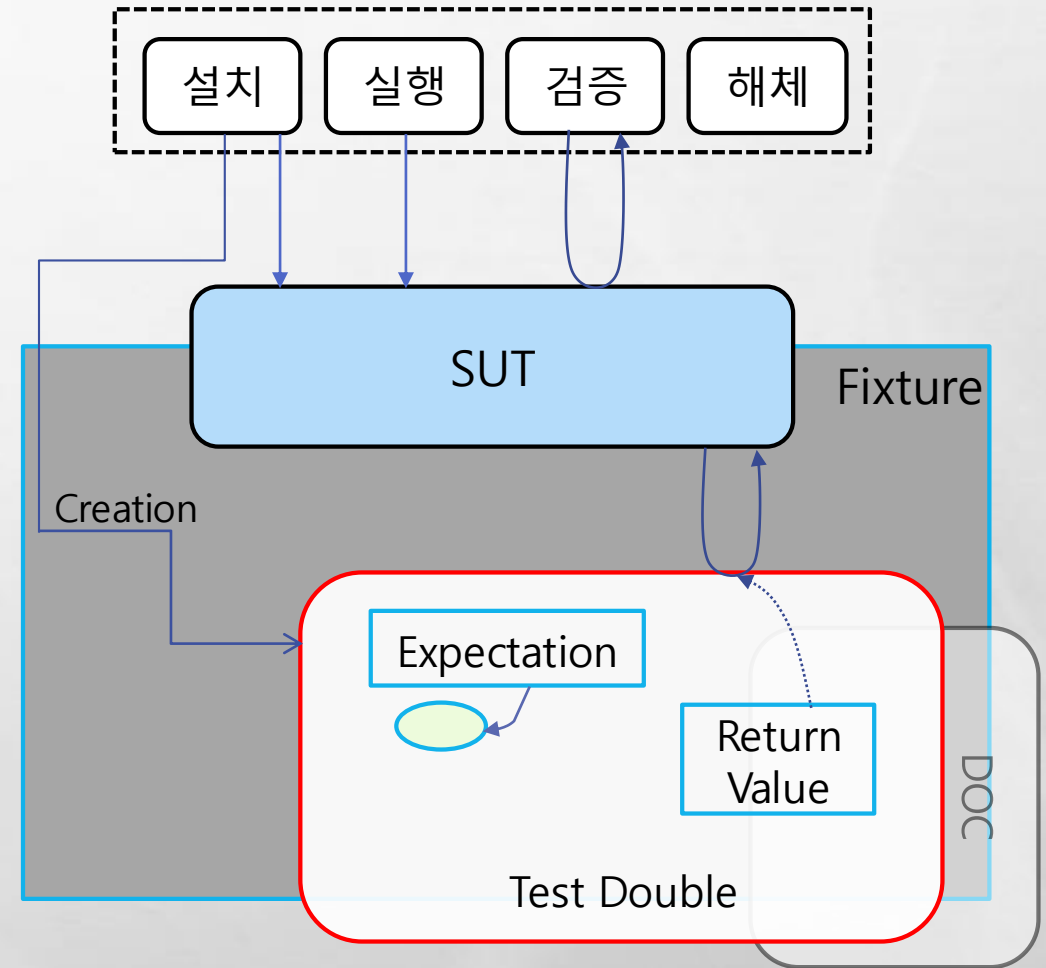 설치
실행
검증
해체
SUT
Fixture
Creation
Expectation
Return
Value
DOC
Test Double